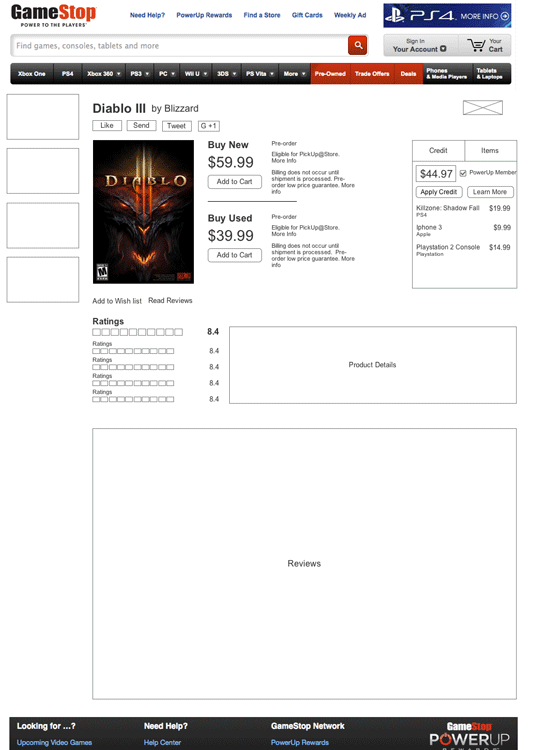 GameStop
POWER TO THE PLAYERS
Need Help?
PowerUp Rewards
Find a Store
Gift Cards
Weekly Ad
PS4 MORE INFO
Find games, consoles, tablets and more
Sign in
Your Account
Your
Cart
Xbox One
PS4
Xbox 360
PS3
PC
Wii U
3DS
PS Vita
More
Pre-Owned
Trade Offers
Deals
Phones
& Media Players
Tablets
& Laptops
Diablo III by Blizzard
Like
Send
Tweet
G +1
DIABLO
Buy New
$59.99
Add to Cart
Pre-order
Eligible for PickUp@Store.
More Info
Billing does not occur until
shipment is processed. Pre-
order low price guarantee. More
info
Buy Used
$39.99
Add to Cart
Pre-order
Eligible for PickUp@Store.
More Info
Billing does not occur until
shipment is processed. Pre-
order low price guarantee. More
info
Credit
Items
$44.97
PowerUp Member
Apply Credit
Learn More
Killzone: Shadow Fall $19.99
PS4
Iphone 3 $9.99
Apple
Playstation 2 Console $14.99
Playstation
Add to Wish list
Read Reviews
Ratings
8.4
Ratings
8.4
Ratings
8.4
Ratings
8.4
Ratings
8.4
Product Details
Reviews
Looking for ...?
Upcoming Video Games
Need Help?
Help Center
GameStop Network
PowerUp Rewards
GameStop
POWERUP